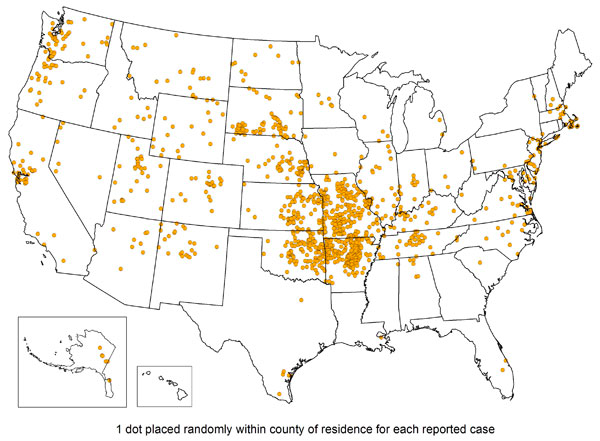 1 dot placed randomly within county of residence for each reported case